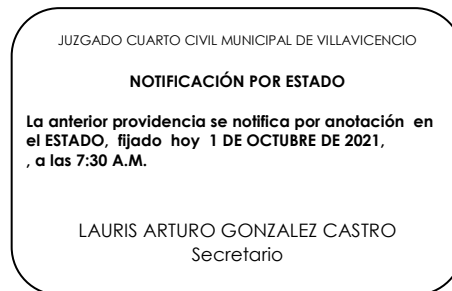 JUZGADO CUARTO CIVIL MUNICIPAL DE VILLAVICENCIO
NOTIFICACIÓN POR ESTADO
La anterior providencia se notifica por anotación en
el ESTADO, fijado hoy 1 DE OCTUBRE DE 2021,
, a las 7:30 A.M.
LAURIS ARTURO GONZALEZ CASTRO
Secretario